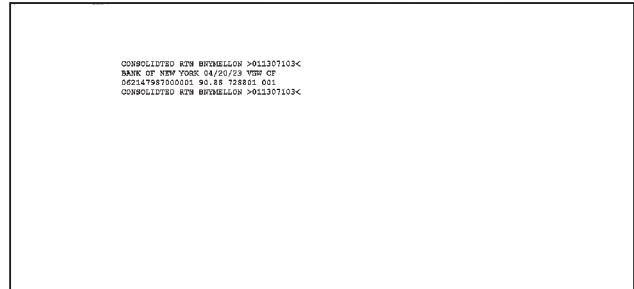 CONSOLIDTED RTN BNYMELLON >011307103<
BANK OF NEW YORK 04/20/23 VSW CF
062147987000001 90.88 728801 001
CONSOLIDTED RTN BNYMELLON >011307103<